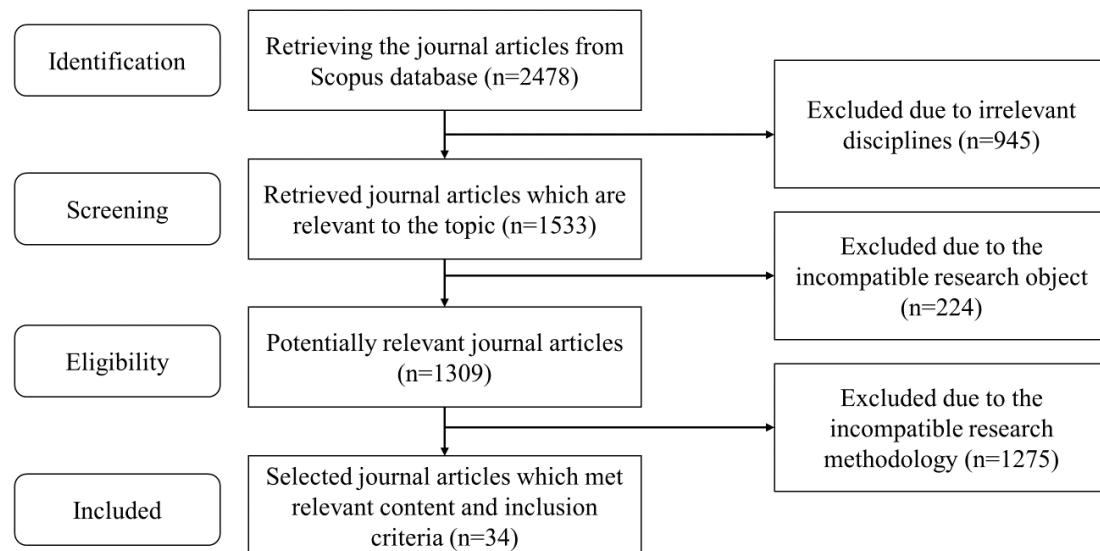 Identification
Retrieving the journal articles from
Scopus database (n=2478)
Excluded due to irrelevant
disciplines (n=945)
Screening
Retrieved journal articles which are
relevant to the topic (n=1533)
Excluded due to the
incompatible research object
(n=224)
Eligibility
Potentially relevant journal articles
(n=1309)
Excluded due to the
incompatible research
methodology (n=1275)
Included
Selected journal articles which met
relevant content and inclusion
criteria (n=34)